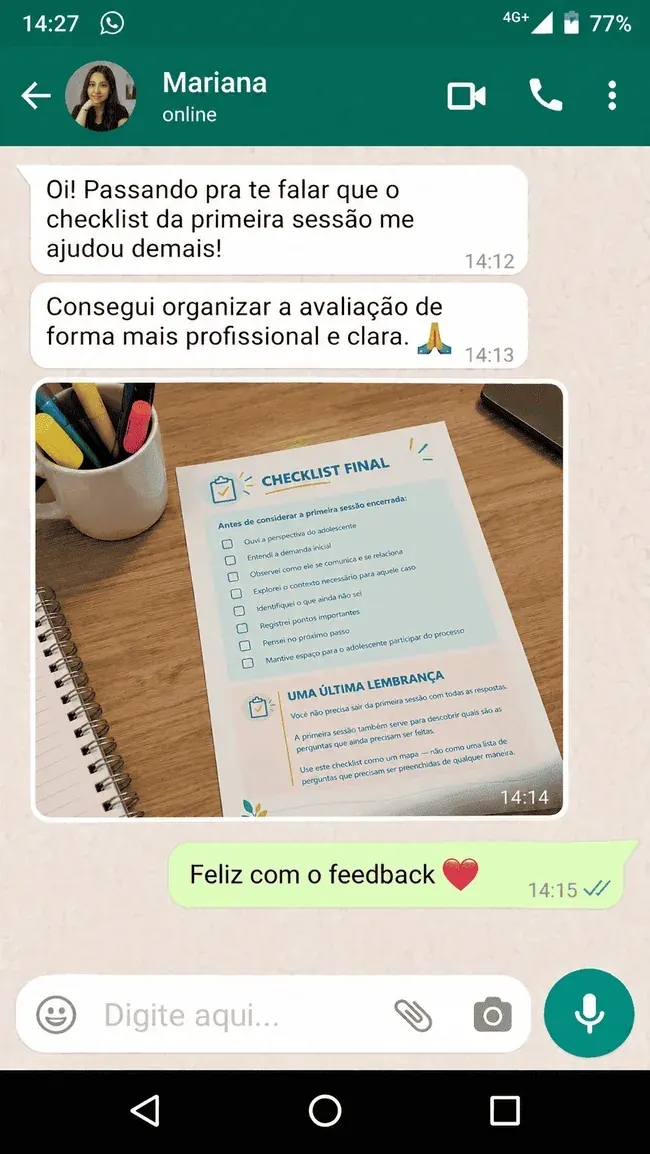 14:27
4G+
77%
Mariana
online
Oi! Passando pra te falar que o
checklist da primeira sessão me
ajudou demais!
14:12
Consegui organizar a avaliação de
forma mais profissional e clara. 🙏
14:13
CHECKLIST FINAL
Antes de considerar a primeira sessão encerrada:
Ouvi a perspectiva do adolescente
Entendi a demanda inicial
Observei como ele se comunica e se relaciona
Explorei o contexto necessário para aquele caso
Identifiquei o que ainda não sei
Registrei pontos importantes
Pensei no próximo passo
Mantive espaço para o adolescente participar do processo
UMA ÚLTIMA LEMBRANÇA
Você não precisa sair da primeira sessão com todas as respostas.
A primeira sessão também serve para descobrir quais são as
perguntas que ainda precisam ser feitas.
Use este checklist como um mapa — não como uma lista de
perguntas que precisam ser preenchidas de qualquer maneira.
14:14
Feliz com o feedback ❤️
14:15
Digite aqui...